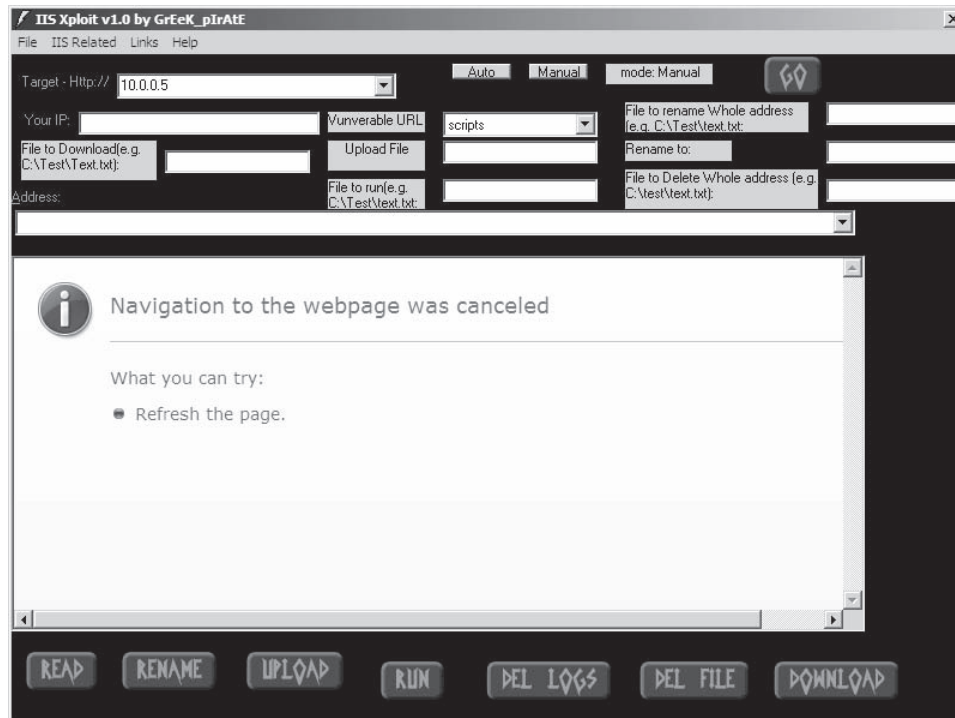 IIS Xploit v1.0 by GrEeK_pIrAtE
File IIS Related Links Help
Target - Http:// 10.0.0.5
Auto Manual mode: Manual GO
Your IP:
Vunverable URL scripts
File to rename Whole address
(e.g. C:\Test\text.txt:
File to Download(e.g.
C:\Test\Text.txt):
Upload File
Rename to:
File to run(e.g.
C:\Test\text.txt:
File to Delete Whole address (e.g.
C:\test\text.txt):
Address:
Navigation to the webpage was canceled
What you can try:
Refresh the page.
READ RENAME UPLOAD RUN DEL LOGS DEL FILE DOWNLOAD